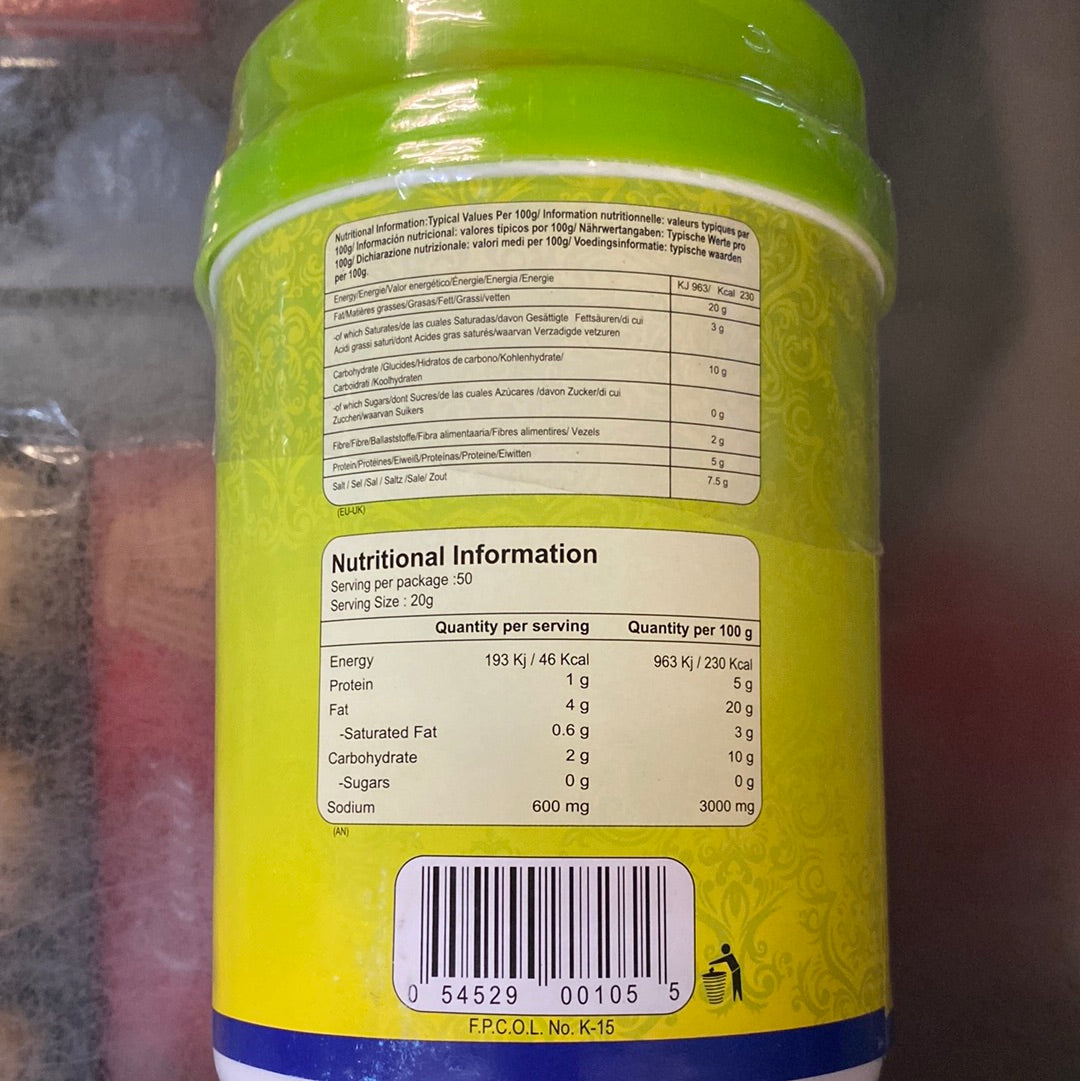 Nutritional Information:Typical Values Per 100g/ Information nutritionnelle: valeurs typiques par
100g/ Información nutricional: valores tipicos por 100g/ Nährwertangaben: Typische Werte pro
100g/ Dichiarazione nutrizionale: valori medi per 100g/ Voedingsinformatie: typische waarden
per 100g.
Energy/Energie/Valor energético/Énergie/Energia/Energie KJ 963/ Kcal 230
Fat/Matières grasses/Grasas/Fett/Grassi/vetten 20 g
-of which Saturates/de las cuales Saturadas/davon Gesättigte Fettsäuren/di cui 3 g
Acidi grassi saturi/dont Acides gras saturés/waarvan Verzadigde vetzuren
Carbohydrate /Glucides/Hidratos de carbono/Kohlenhydrate/ 10 g
Carboidrati /Koolhydraten
-of which Sugars/dont Sucres/de las cuales Azúcares /davon Zucker/di cui
Zuccheri/waarvan Suikers 0 g
Fibre/Fibre/Ballaststoffe/Fibra alimentaaria/Fibres alimentires/ Vezels 2 g
Protein/Protéines/Eiweiß/Proteínas/Proteine/Eiwitten 5 g
Salt / Sel /Sal / Saltz /Sale/ Zout 7.5 g
(EU-UK)
Nutritional Information
Serving per package :50
Serving Size : 20g
Quantity per serving Quantity per 100 g
Energy 193 Kj / 46 Kcal 963 Kj / 230 Kcal
Protein 1 g 5 g
Fat 4 g 20 g
-Saturated Fat 0.6 g 3 g
Carbohydrate 2 g 10 g
-Sugars 0 g 0 g
Sodium 600 mg 3000 mg
(AN)
0 54529 00105 5
F.P.C.O.L. No. K-15